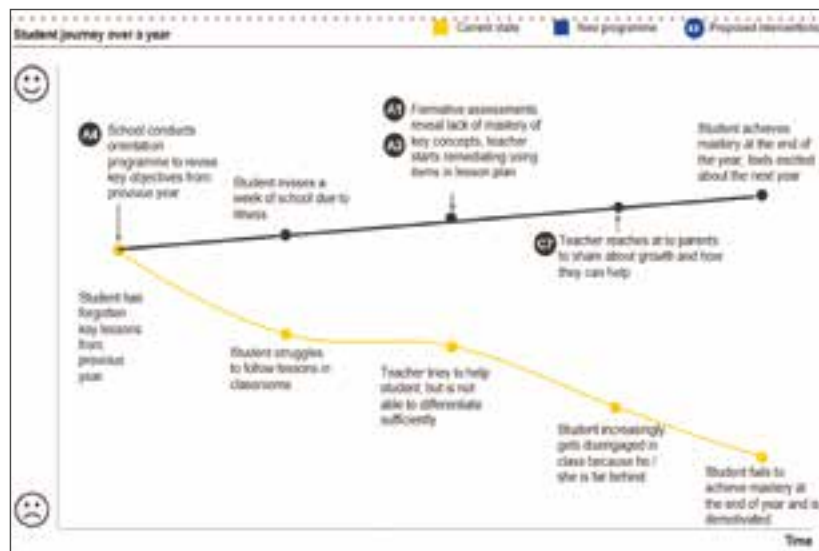 Student journey over a year
Current state
New programme
Proposed interventions
A4
School conducts
orientation
programme to revise
key objectives from
previous year
Student misses a
week of school due to
illness
A1
A3
Formative assessments
reveal lack of mastery of
key concepts, teacher
starts remediating using
items in lesson plan
Student achieves
mastery at the end of
the year, feels excited
about the next year
Teacher reaches at to parents
to share about growth and how
they can help
Student has
forgotten
key lessons
from
previous
year.
Student struggles
to follow lessons in
classrooms
Teacher tries to help
student, but is not
able to differentiate
sufficiently
Student increasingly
gets disengaged in
class because he /
she is far behind
Student fails to
achieve mastery at
the end of year and is
demotivated
Time